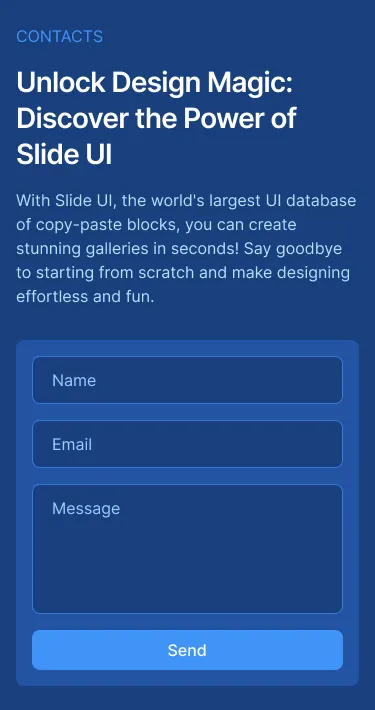 CONTACTS
Unlock Design Magic:
Discover the Power of
Slide UI
With Slide UI, the world's largest UI database
of copy-paste blocks, you can create
stunning galleries in seconds! Say goodbye
to starting from scratch and make designing
effortless and fun.
Name
Email
Message
Send